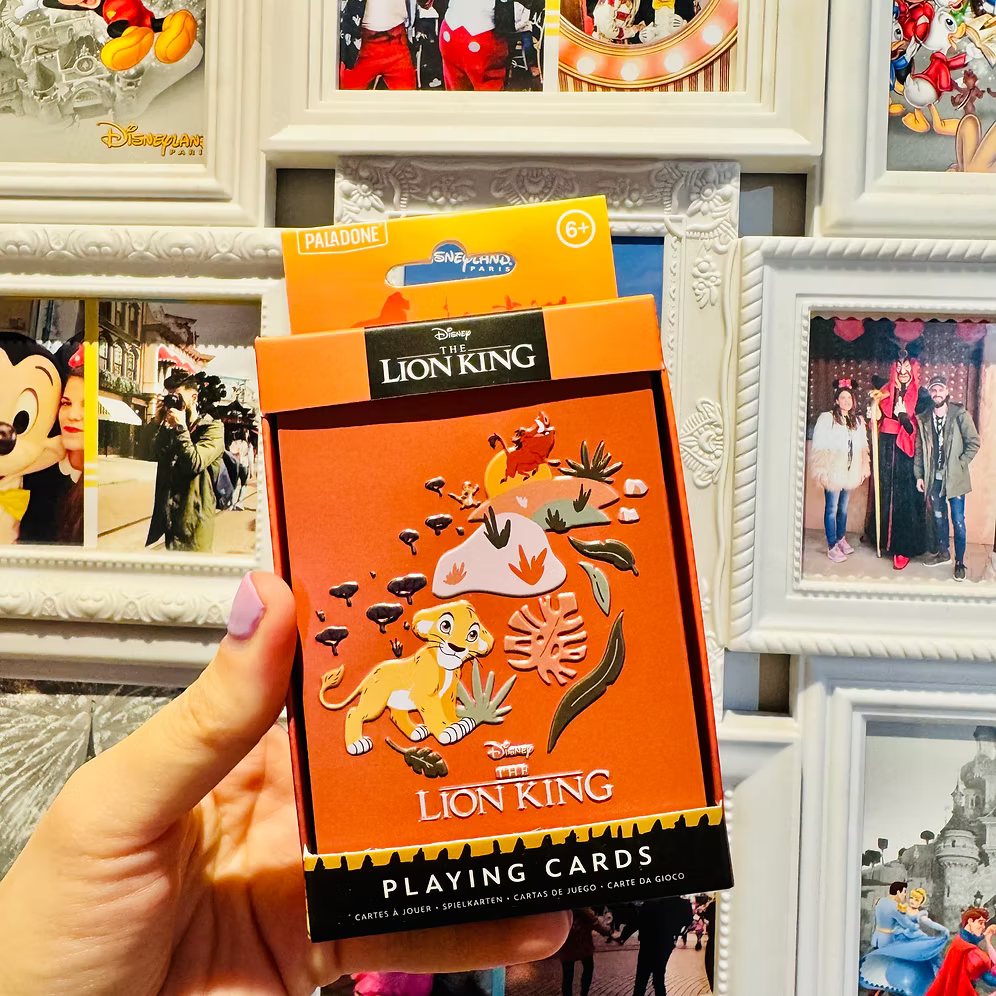 DISNEYLAND
PARIS
PALADONE
6+
SNEYLAND
PARIS
Disney
THE
LION KING
Disney
THE
LION KING
PLAYING CARDS
CARTES À JOUER • SPIELKARTEN • CARTAS DE JUEGO • CARTE DA GIOCO